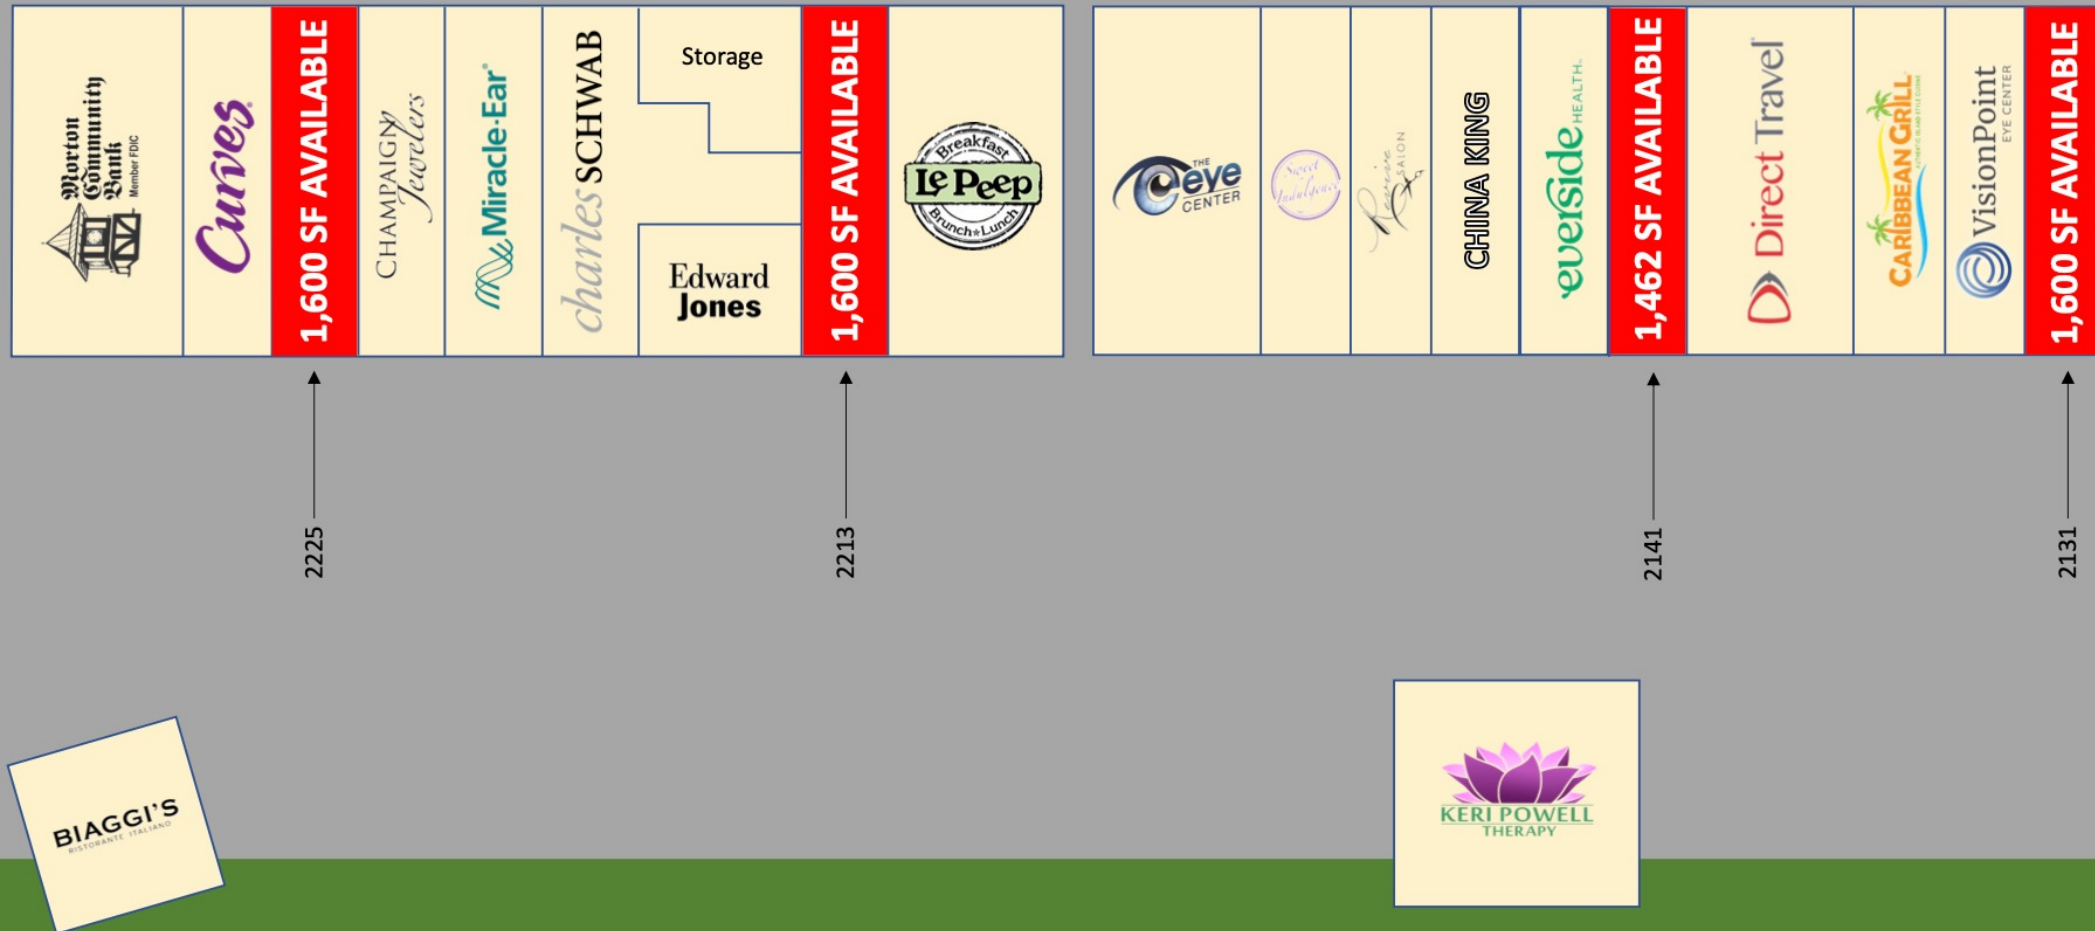 Morton
Community
Bank
Member FDIC
Curves
1,600 SF AVAILABLE
CHAMPAIGN
Jewelers
Miracle-Ear®
charles SCHWAB
Storage
Edward
Jones
1,600 SF AVAILABLE
Breakfast
Le Peep
Brunch★Lunch
THE
eye
CENTER
Sweet
Indulgence
SALON
CHINA KING
everside HEALTH
1,462 SF AVAILABLE
Direct Travel
CARIBBEAN GRILL
VisionPoint
EYE CENTER
1,600 SF AVAILABLE
2225
2213
2141
2131
BIAGGI'S
RISTORANTE ITALIANO
KERI POWELL
THERAPY